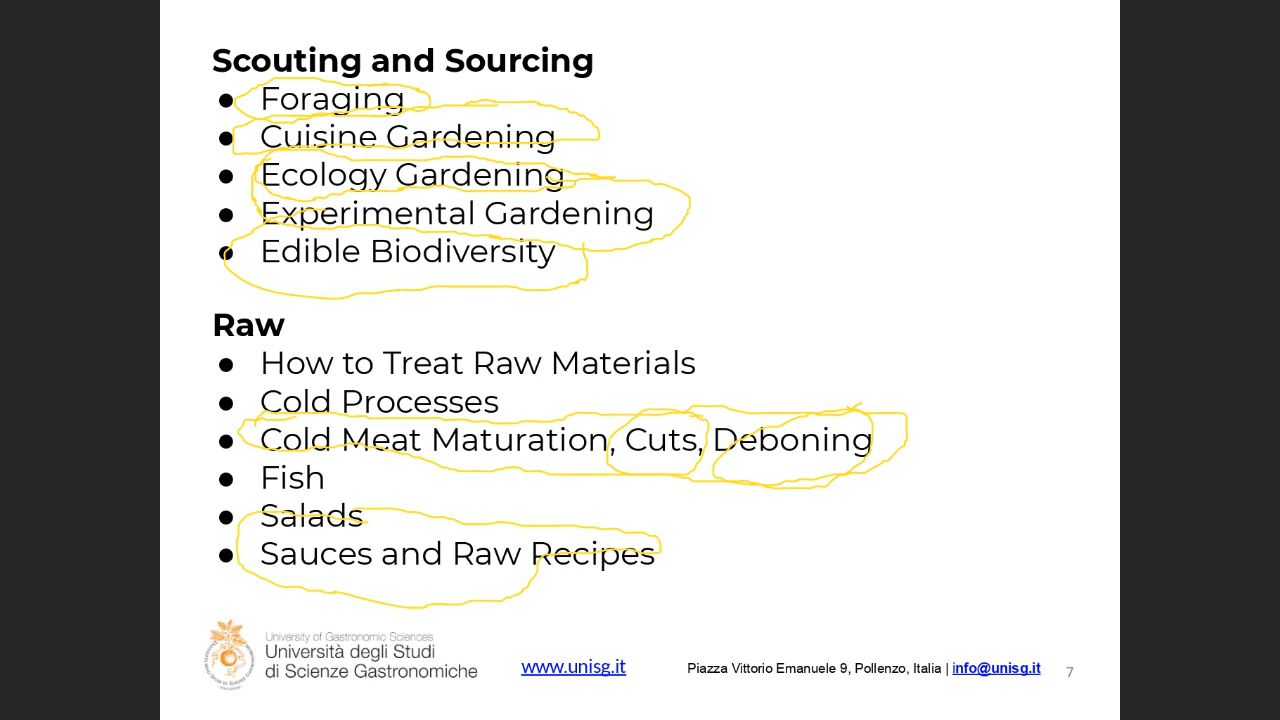 Scouting and Sourcing
● Foraging
● Cuisine Gardening
● Ecology Gardening
● Experimental Gardening
● Edible Biodiversity
Raw
● How to Treat Raw Materials
● Cold Processes
● Cold Meat Maturation, Cuts, Deboning
● Fish
● Salads
● Sauces and Raw Recipes
University of Gastronomic Sciences
Università degli Studi
di Scienze Gastronomiche
www.unisg.it
Piazza Vittorio Emanuele 9, Pollenzo, Italia | info@unisg.it
7